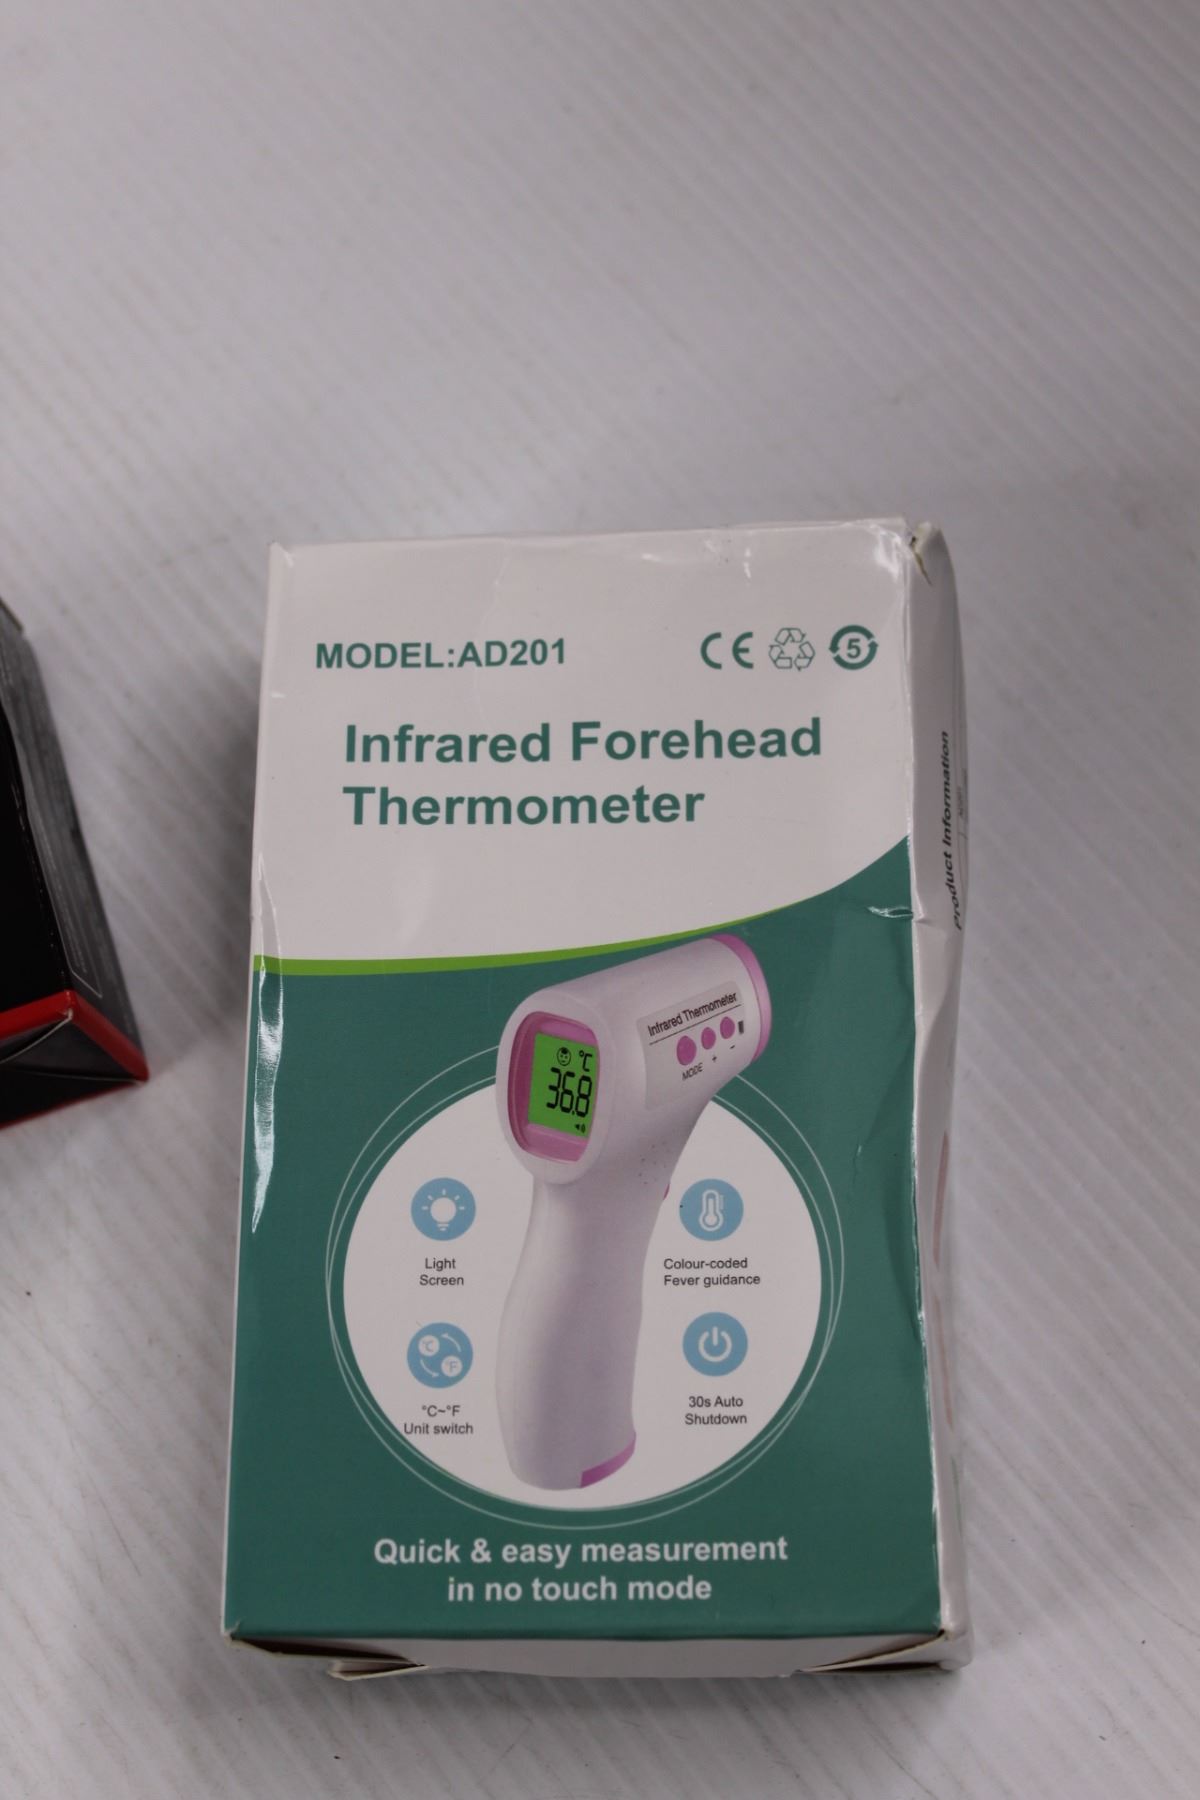 MODEL:AD201
CE
5
Infrared Forehead
Thermometer
Product Information
Infrared Thermometer
MODE + -
°C
36.8
Light
Screen
Colour-coded
Fever guidance
°C
°F
°C~°F
Unit switch
30s Auto
Shutdown
Quick & easy measurement
in no touch mode